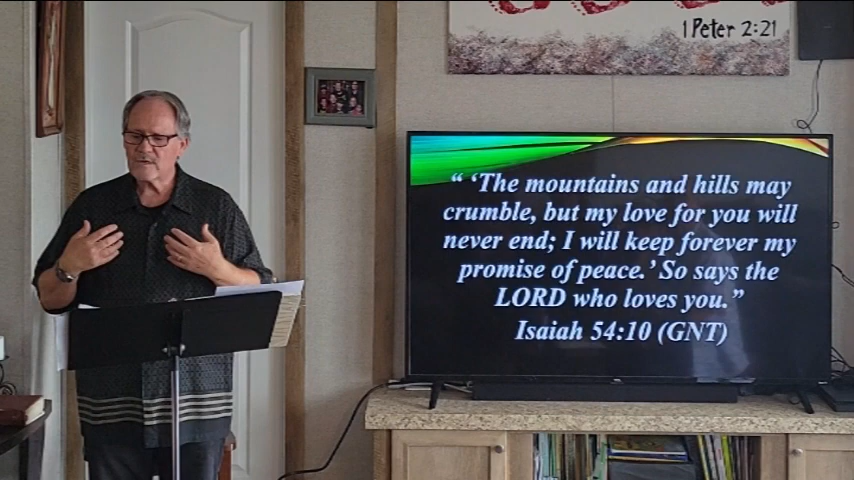 1 Peter 2:21
“ ‘The mountains and hills may
crumble, but my love for you will
never end; I will keep forever my
promise of peace.’ So says the
LORD who loves you.”
Isaiah 54:10 (GNT)